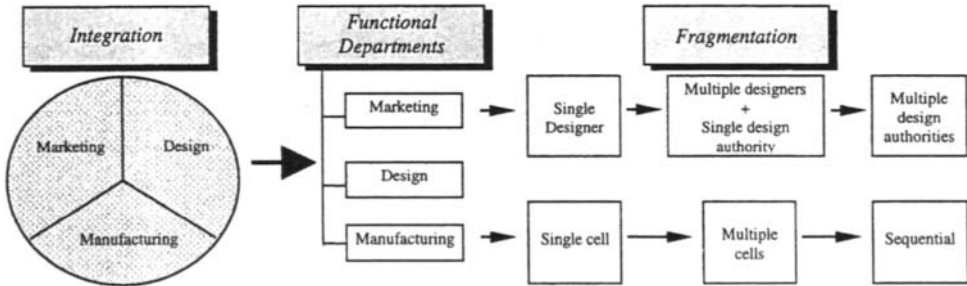 Integration
Functional
Departments
Fragmentation
Marketing
Design
Manufacturing
Marketing
Design
Manufacturing
Single
Designer
Multiple designers
+
Single design
authority
Multiple
design
authorities
Single cell
Multiple
cells
Sequential